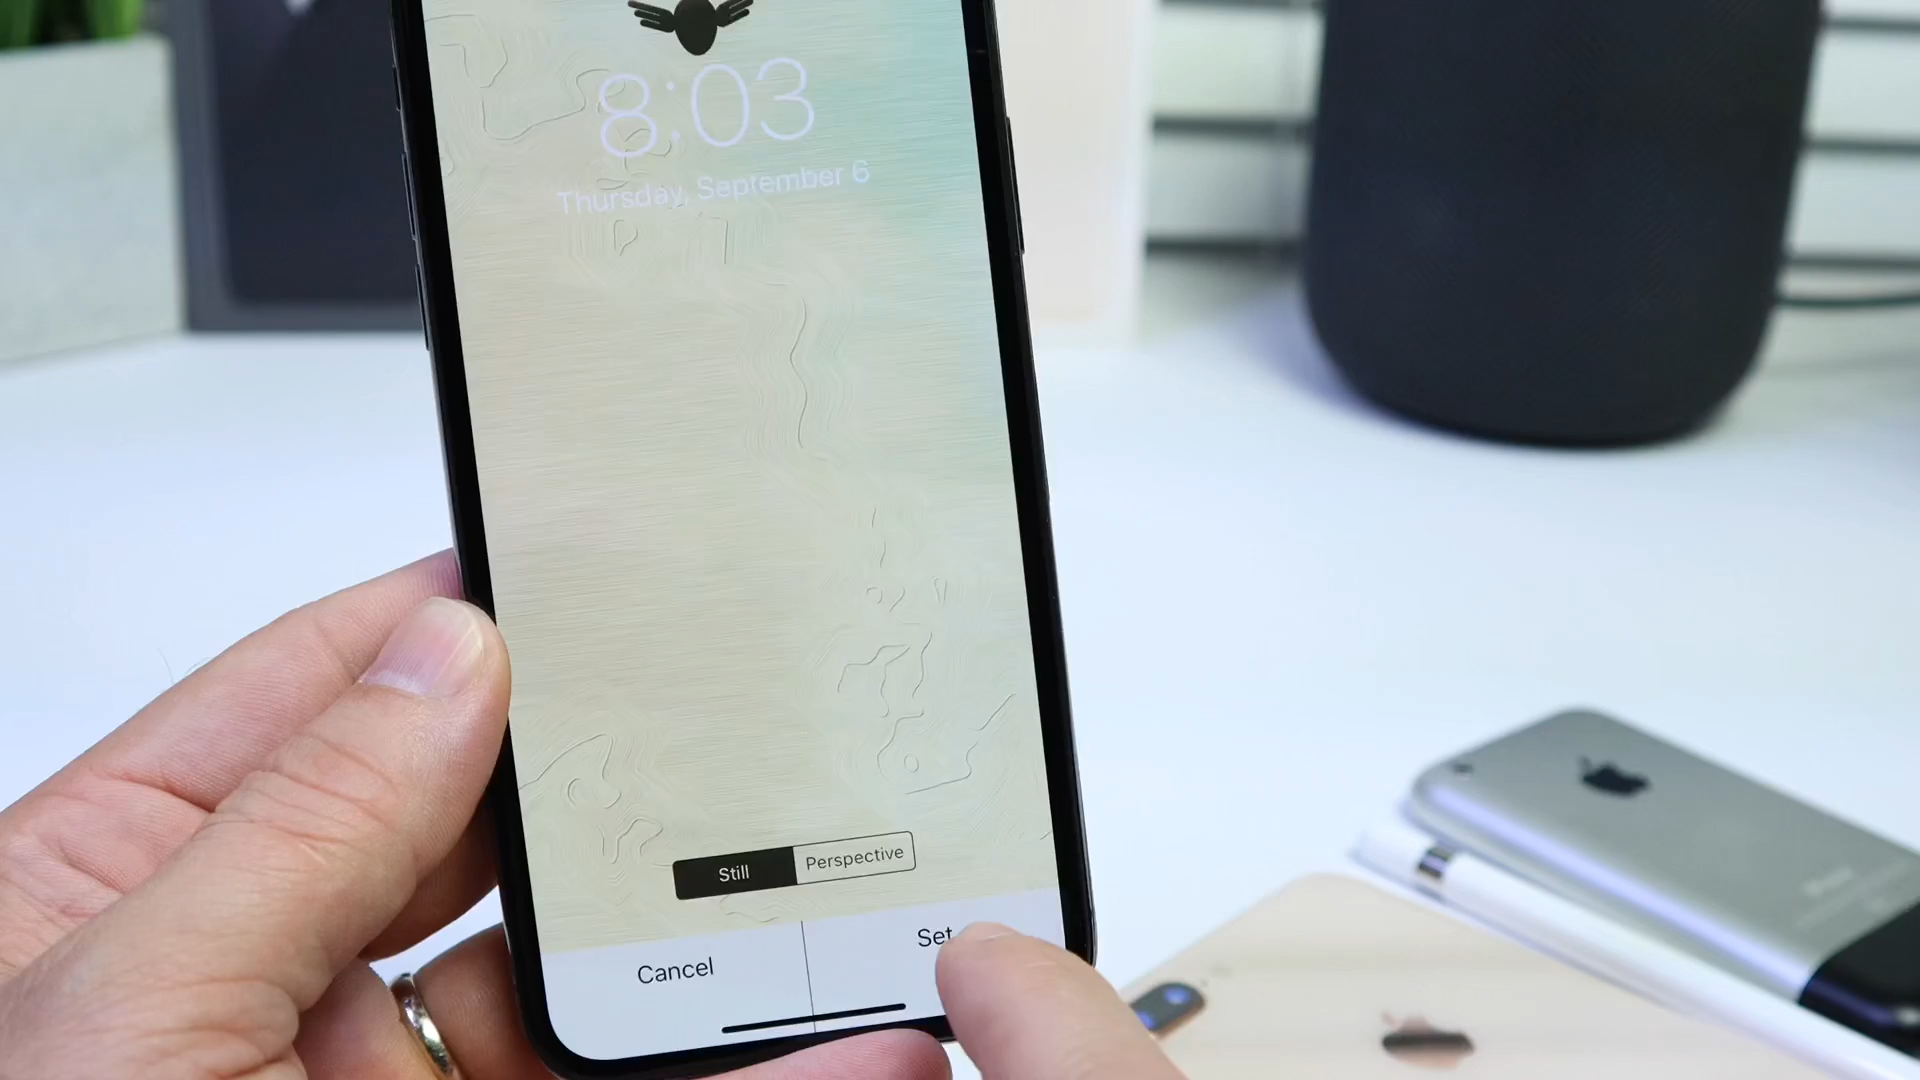 8:03
Thursday, September 6
Still
Perspective
Cancel
Set